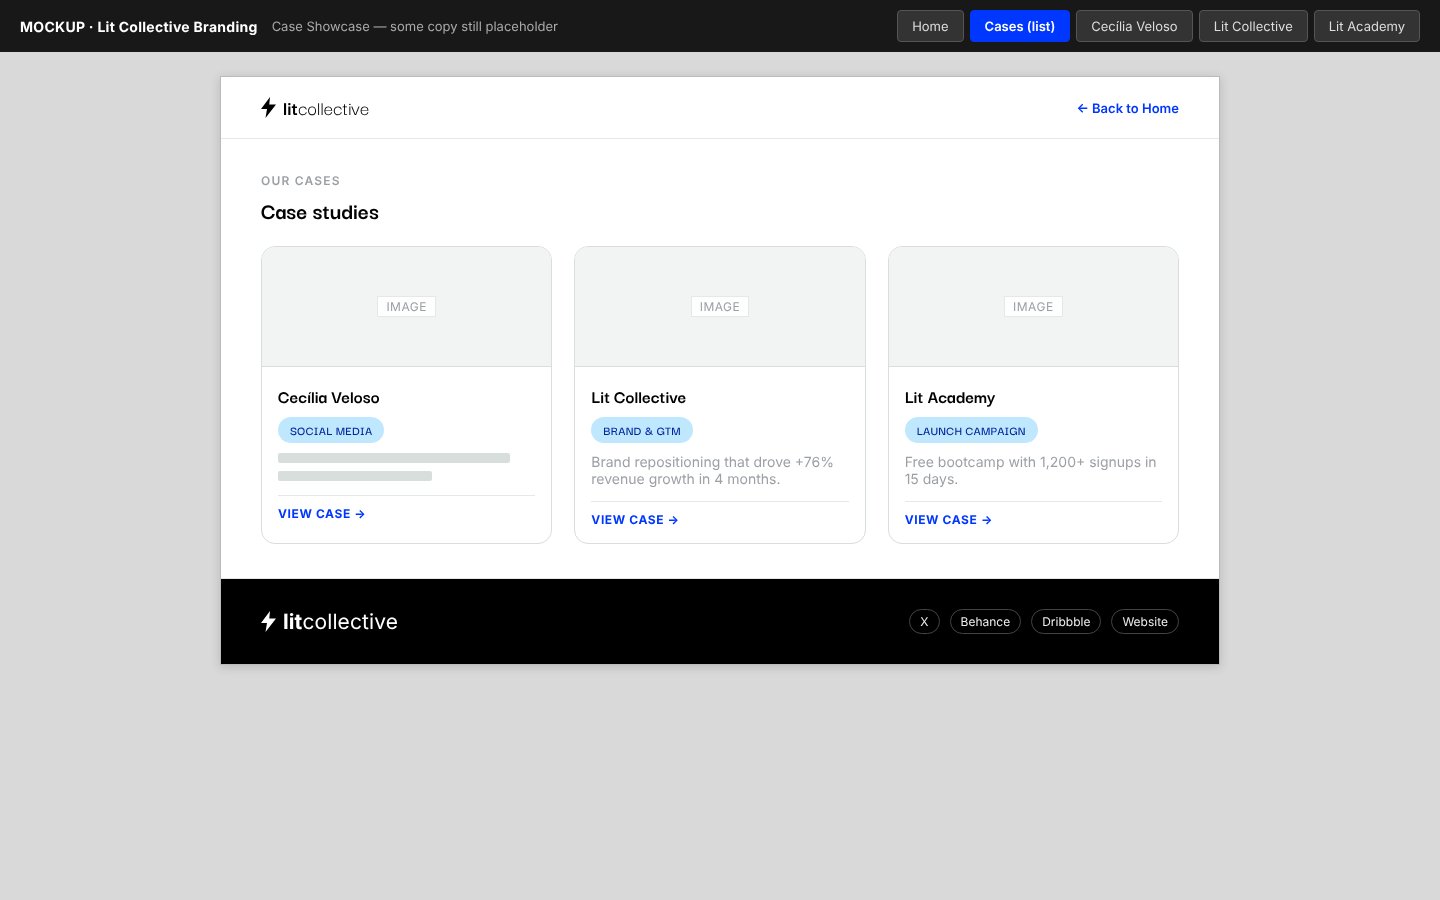 MOCKUP · Lit Collective Branding
Case Showcase — some copy still placeholder
Home
Cases (list)
Cecília Veloso
Lit Collective
Lit Academy
litcollective
← Back to Home
OUR CASES
Case studies
IMAGE
Cecília Veloso
SOCIAL MEDIA
VIEW CASE →
IMAGE
Lit Collective
BRAND & GTM
Brand repositioning that drove +76%
revenue growth in 4 months.
VIEW CASE →
IMAGE
Lit Academy
LAUNCH CAMPAIGN
Free bootcamp with 1,200+ signups in
15 days.
VIEW CASE →
litcollective
X
Behance
Dribbble
Website